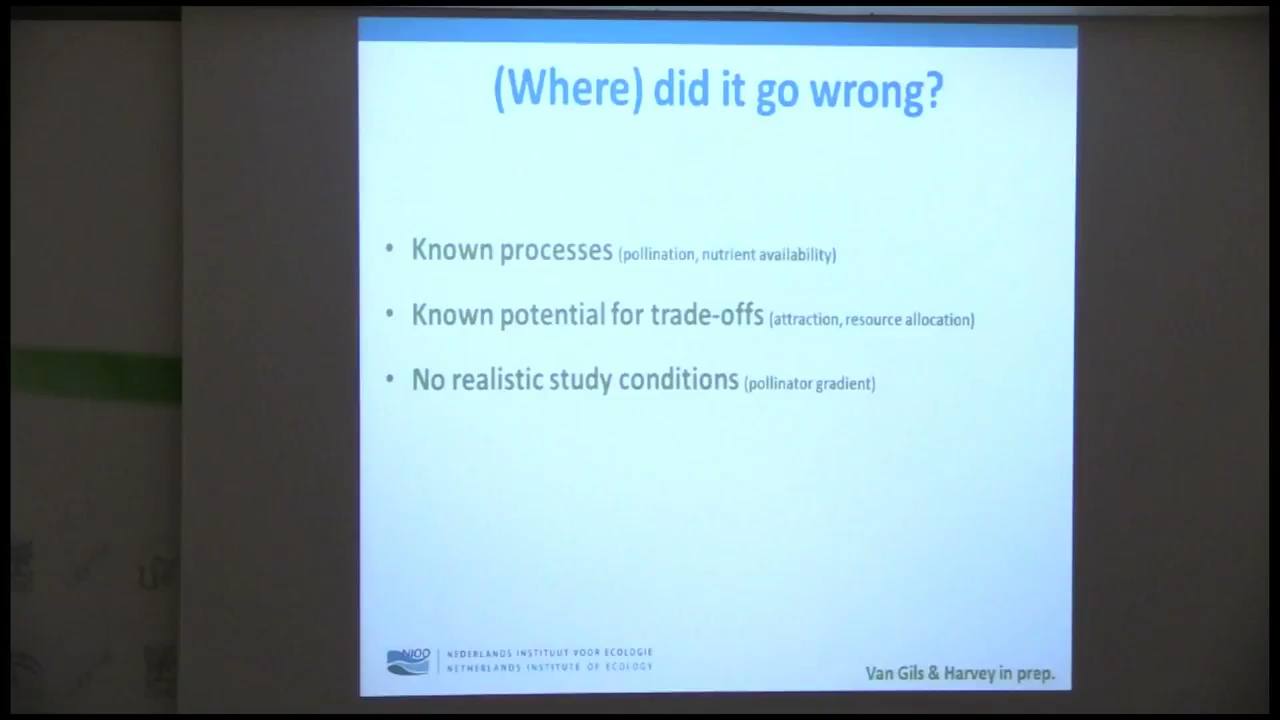 (Where) did it go wrong?
• Known processes (pollination, nutrient availability)
• Known potential for trade-offs (attraction, resource allocation)
• No realistic study conditions (pollinator gradient)
NIOO
NEDERLANDS INSTITUUT VOOR ECOLOGIE
NETHERLANDS INSTITUTE OF ECOLOGY
Van Gils & Harvey in prep.